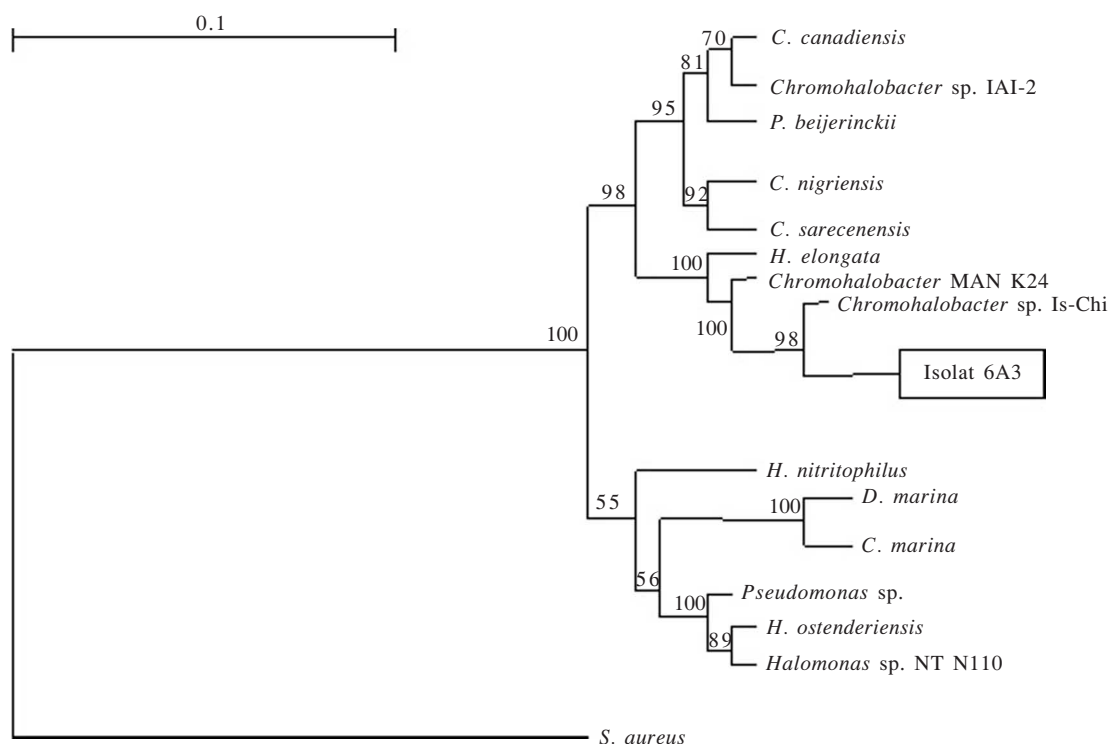 0.1
70
C. canadiensis
81
Chromohalobacter sp. IAI-2
95
P. beijerinckii
98
92
C. nigriensis
C. sarecenensis
100
H. elongata
Chromohalobacter MAN K24
Chromohalobacter sp. Is-Chi
100
100
98
Isolat 6A3
55
H. nitritophilus
100
D. marina
C. marina
56
100
Pseudomonas sp.
89
H. ostenderiensis
Halomonas sp. NT N110
S. aureus